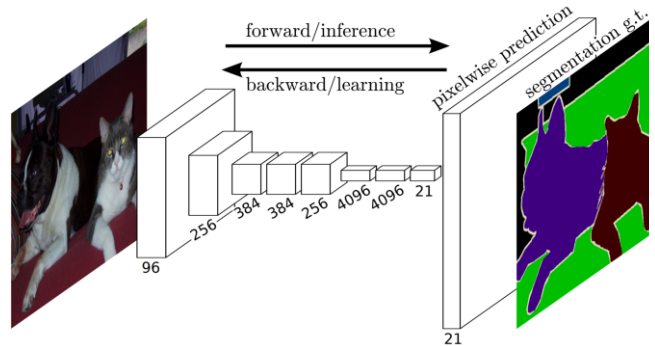 forward/inference
backward/learning
pixelwise prediction
segmentation g.t.
96
256
384
384
256
4096
4096
21
21